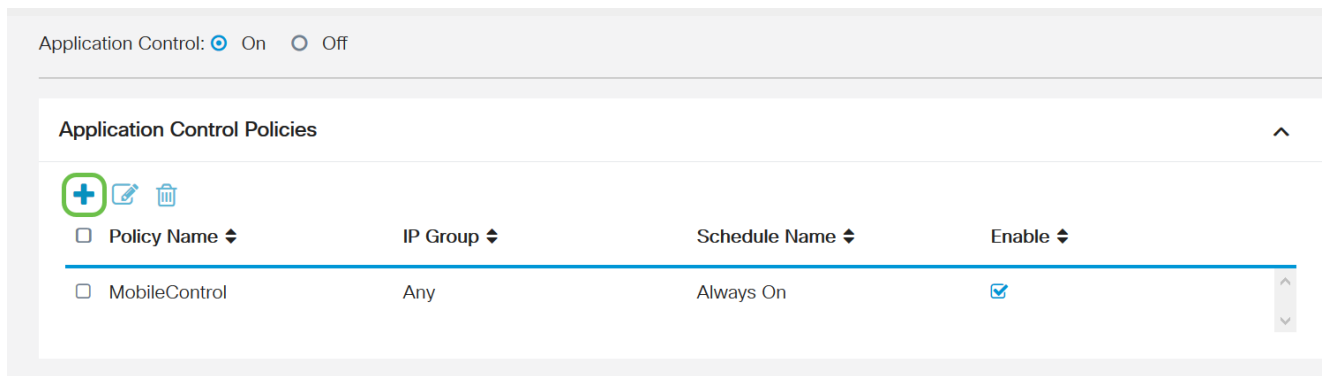 Application Control: On Off
Application Control Policies
Policy Name IP Group Schedule Name Enable
MobileControl Any Always On